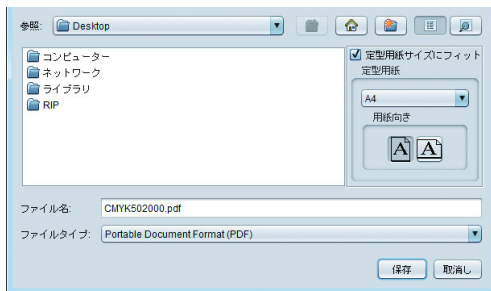 参照: Desktop
コンピューター
ネットワーク
ライブラリ
RIP
定型用紙サイズにフィット
定型用紙
A4
用紙向き
A A
ファイル名: CMYK502000.pdf
ファイルタイプ: Portable Document Format (PDF)
保存 取消し